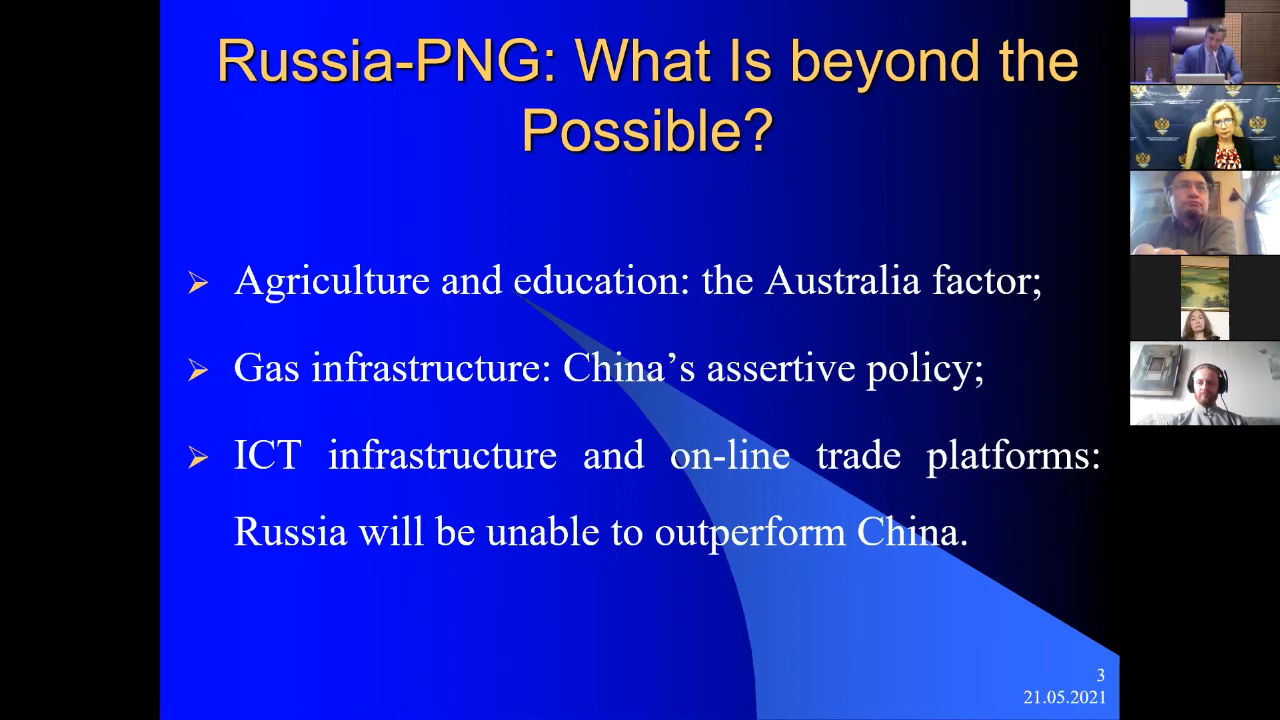 Russia-PNG: What Is beyond the
Possible?
Agriculture and education: the Australia factor;
Gas infrastructure: China’s assertive policy;
ICT infrastructure and on-line trade platforms:
Russia will be unable to outperform China.
3
21.05.2021